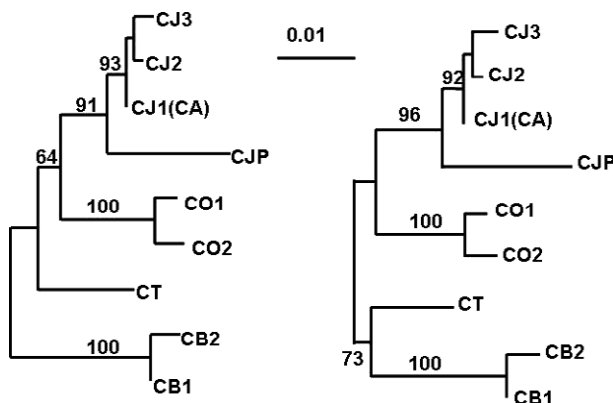 CJ3
93
CJ2
91
CJ1(CA)
CJP
64
CO1
100
CO2
CT
CB2
100
CB1
0.01
CJ3
92
CJ2
CJ1(CA)
96
CJP
CO1
100
CO2
CT
73
CB2
100
CB1